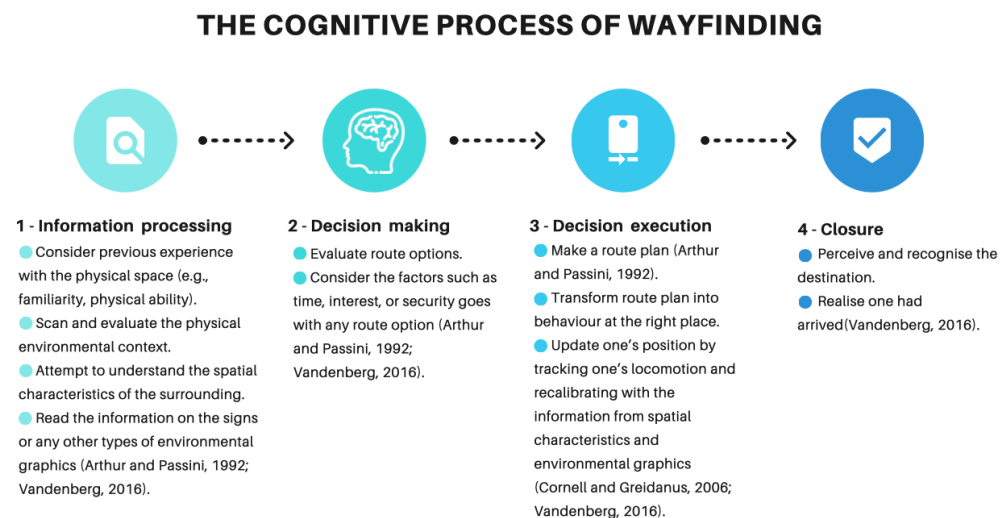 THE COGNITIVE PROCESS OF WAYFINDING
1 - Information processing
Consider previous experience
with the physical space (e.g.,
familiarity, physical ability).
Scan and evaluate the physical
environmental context.
Attempt to understand the spatial
characteristics of the surrounding.
Read the information on the signs
or any other types of environmental
graphics (Arthur and Passini, 1992;
Vandenberg, 2016).
2 - Decision making
Evaluate route options.
Consider the factors such as
time, interest, or security goes
with any route option (Arthur
and Passini, 1992;
Vandenberg, 2016).
3 - Decision execution
Make a route plan (Arthur
and Passini, 1992).
Transform route plan into
behaviour at the right place.
Update one's position by
tracking one's locomotion and
recalibrating with the
information from spatial
characteristics and
environmental graphics
(Cornell and Greidanus, 2006;
Vandenberg, 2016).
4 - Closure
Perceive and recognise the
destination.
Realise one had
arrived(Vandenberg, 2016).